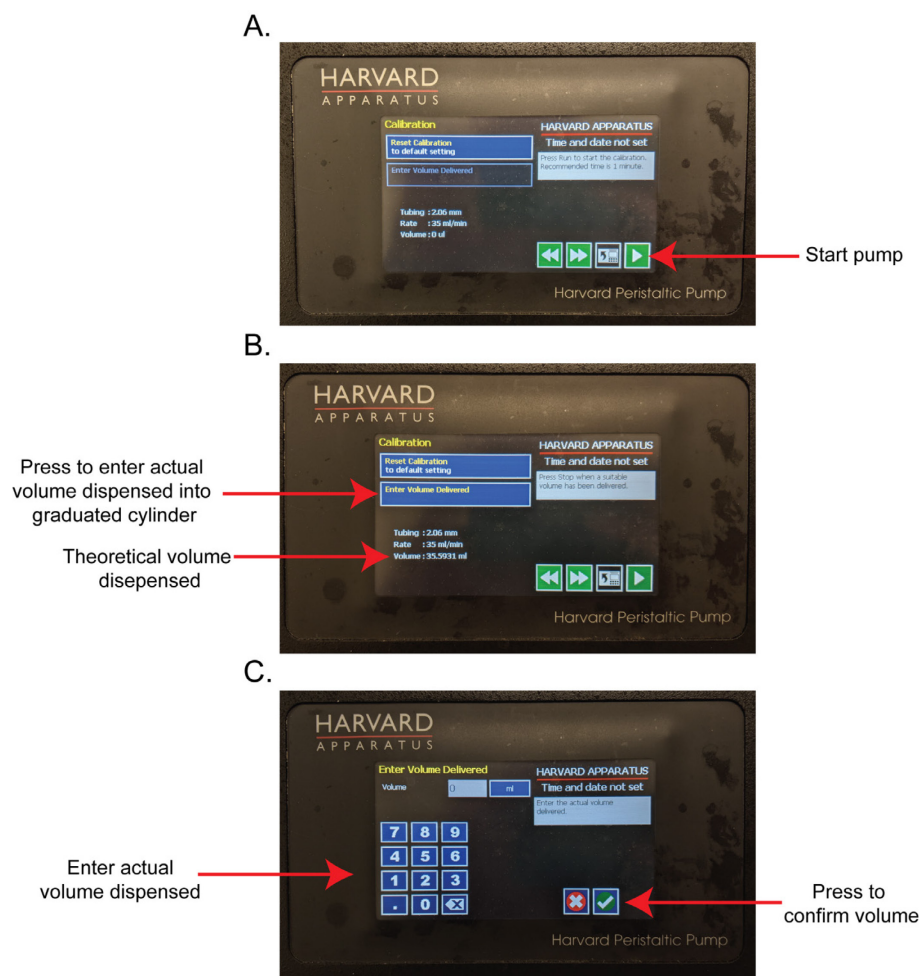 A.
HARVARD
APPARATUS
Calibration
Reset Calibration
to default setting
Enter Volume Delivered
Tubing : 2.06 mm
Rate : 35 ml/min
Volume : 0 ul
HARVARD APPARATUS
Time and date not set
Press Run to start the calibration.
Recommended time is 1 minute.
Harvard Peristaltic Pump
Start pump
B.
HARVARD
APPARATUS
Calibration
Reset Calibration
to default setting
Enter Volume Delivered
Tubing : 2.06 mm
Rate : 35 ml/min
Volume : 35.5931 ml
HARVARD APPARATUS
Time and date not set
Press Stop when a suitable
volume has been delivered.
Harvard Peristaltic Pump
Press to enter actual
volume dispensed into
graduated cylinder
Theoretical volume
disepensed
C.
HARVARD
APPARATUS
Enter Volume Delivered
Volume 0 ml
7 8 9
4 5 6
1 2 3
. 0
HARVARD APPARATUS
Time and date not set
Enter the actual volume
delivered.
Harvard Peristaltic Pump
Enter actual
volume dispensed
Press to
confirm volume